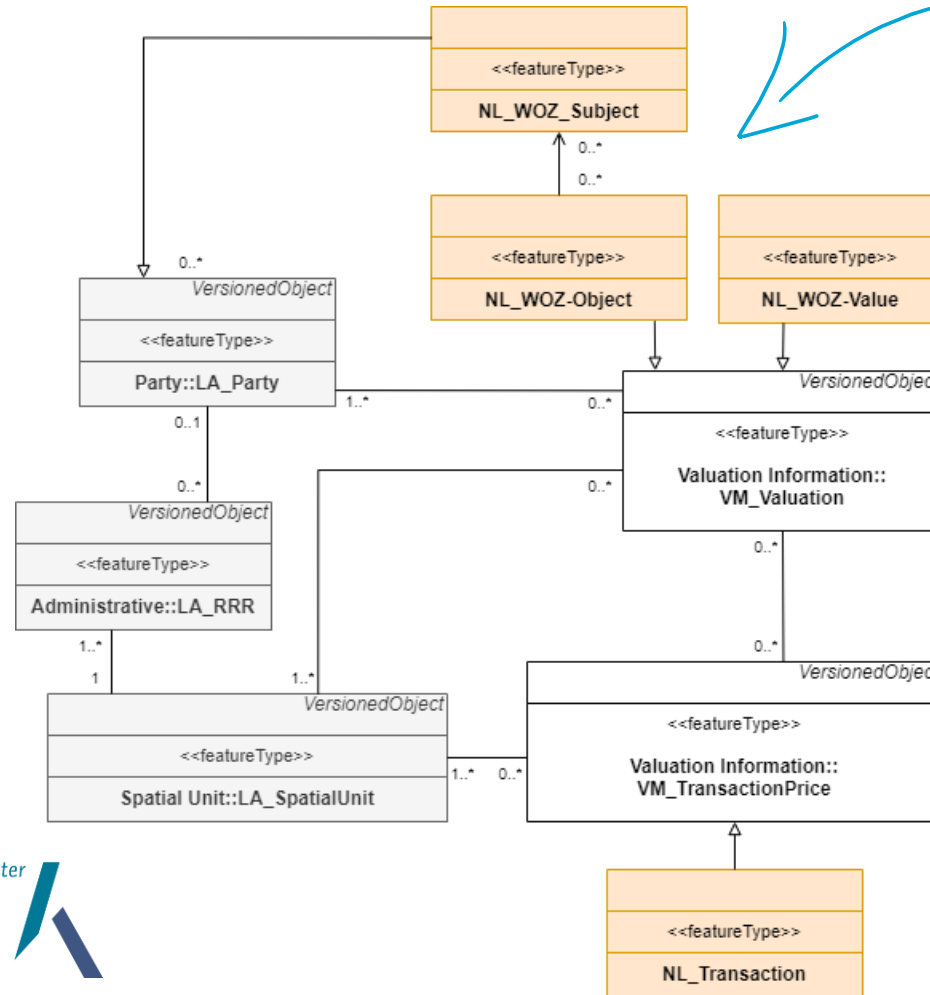 <<featureType>>
NL_WOZ_Subject
0..*
0..*
<<featureType>>
NL_WOZ-Object
<<featureType>>
NL_WOZ-Value
0..*
VersionedObject
<<featureType>>
Party::LA_Party
1..*
0..*
VersionedObjec
<<featureType>>
Valuation Information::
VM_Valuation
0..1
0..*
0..*
VersionedObject
<<featureType>>
Administrative::LA_RRR
0..*
0..*
1..*
1
1..*
VersionedObject
<<featureType>>
Spatial Unit::LA_SpatialUnit
1..*
0..*
VersionedObjec
<<featureType>>
Valuation Information::
VM_TransactionPrice
ter
<<featureType>>
NL_Transaction